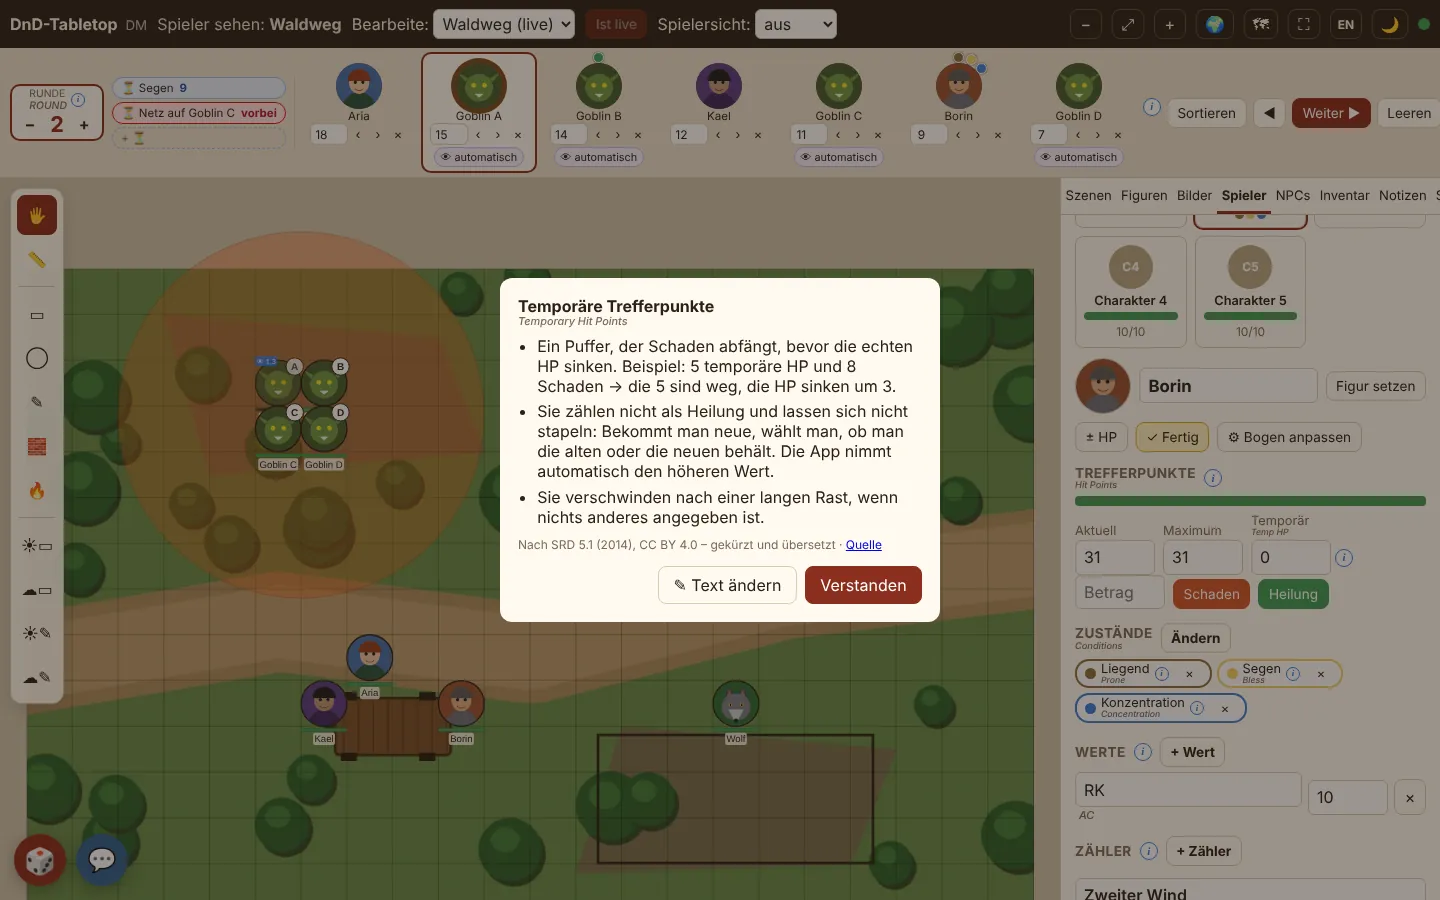 DnD-Tabletop DM Spieler sehen: Waldweg Bearbeite: Waldweg (live) Ist live Spielersicht: aus − + EN
RUNDE
ROUND
− 2 +
Segen 9
Netz auf Goblin C vorbei
+
Aria
18 ‹ › ×
Goblin A
15 ‹ › ×
automatisch
Goblin B
14 ‹ › ×
automatisch
Kael
12 ‹ › ×
Goblin C
11 ‹ › ×
automatisch
Borin
9 ‹ › ×
Goblin D
7 ‹ › ×
automatisch
Sortieren ◀ Weiter ▶ Leeren
Szenen Figuren Bilder Spieler NPCs Inventar Notizen
A B
C D
Goblin C Goblin D
Aria
Kael
Borin
Wolf
Temporäre Trefferpunkte
Temporary Hit Points
• Ein Puffer, der Schaden abfängt, bevor die echten
HP sinken. Beispiel: 5 temporäre HP und 8
Schaden → die 5 sind weg, die HP sinken um 3.
• Sie zählen nicht als Heilung und lassen sich nicht
stapeln: Bekommt man neue, wählt man, ob man
die alten oder die neuen behält. Die App nimmt
automatisch den höheren Wert.
• Sie verschwinden nach einer langen Rast, wenn
nichts anderes angegeben ist.
Nach SRD 5.1 (2014), CC BY 4.0 – gekürzt und übersetzt · Quelle
✎ Text ändern Verstanden
C4
Charakter 4
10/10
C5
Charakter 5
10/10
Borin Figur setzen
± HP ✓ Fertig ⚙ Bogen anpassen
TREFFERPUNKTE i
Hit Points
Aktuell Maximum Temporär
Temp HP
31 31 0 i
Betrag Schaden Heilung
ZUSTÄNDE Ändern
Conditions
Liegend i ×
Prone
Segen i ×
Bless
Konzentration i ×
Concentration
WERTE i + Wert
RK 10 ×
AC
ZÄHLER i + Zähler
Zweiter Wind